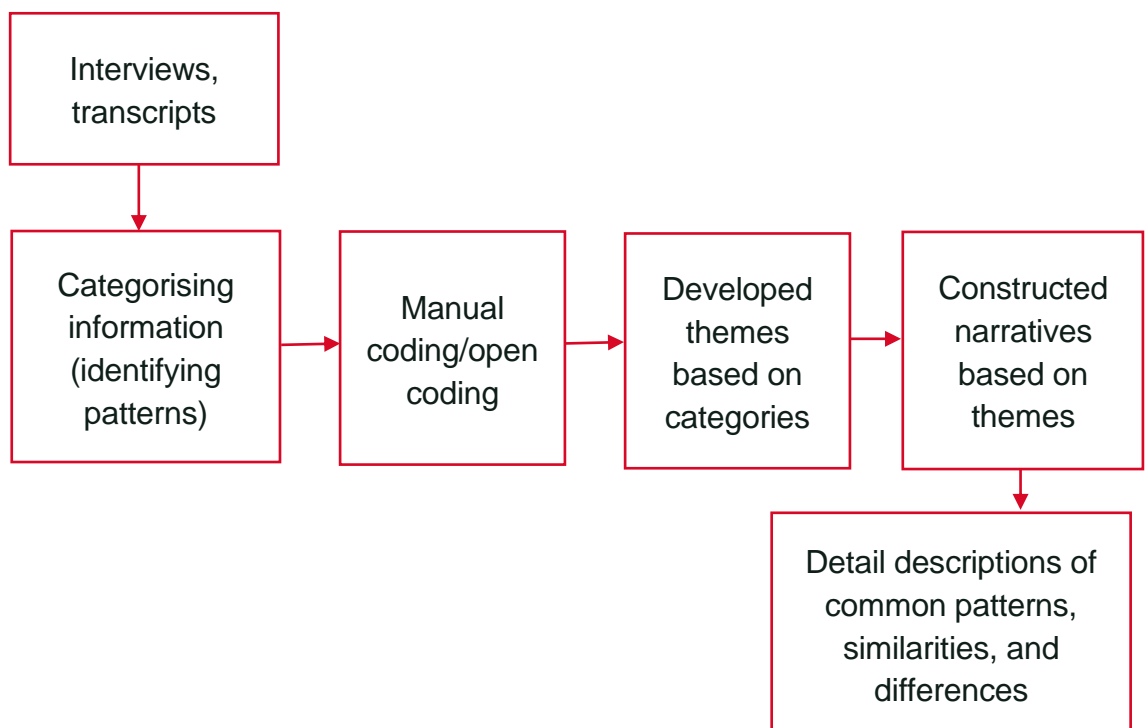 Interviews,
transcripts
Categorising
information
(identifying
patterns)
Manual
coding/open
coding
Developed
themes
based on
categories
Constructed
narratives
based on
themes
Detail descriptions of
common patterns,
similarities, and
differences